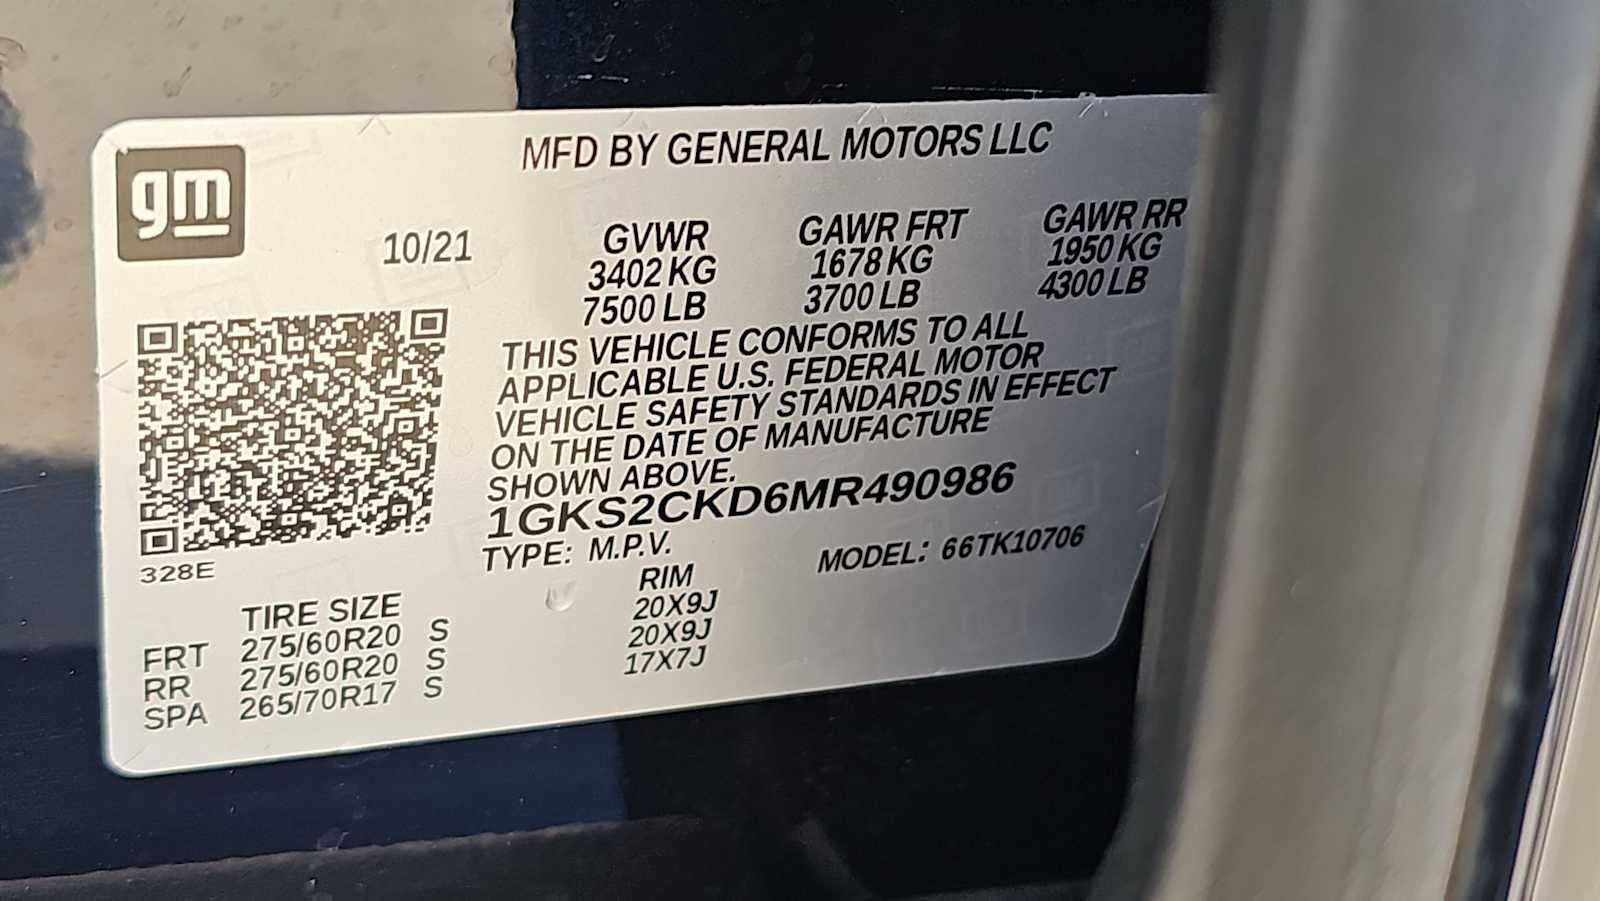 gm
MFD BY GENERAL MOTORS LLC
10/21
GVWR GAWR FRT GAWR RR
3402 KG 1678 KG 1950 KG
7500 LB 3700 LB 4300 LB
THIS VEHICLE CONFORMS TO ALL
APPLICABLE U.S. FEDERAL MOTOR
VEHICLE SAFETY STANDARDS IN EFFECT
ON THE DATE OF MANUFACTURE
SHOWN ABOVE.
1GKS2CKD6MR490986
TYPE: M.P.V. MODEL: 66TK10706
328E
TIRE SIZE RIM
FRT 275/60R20 S 20X9J
RR 275/60R20 S 20X9J
SPA 265/70R17 S 17X7J